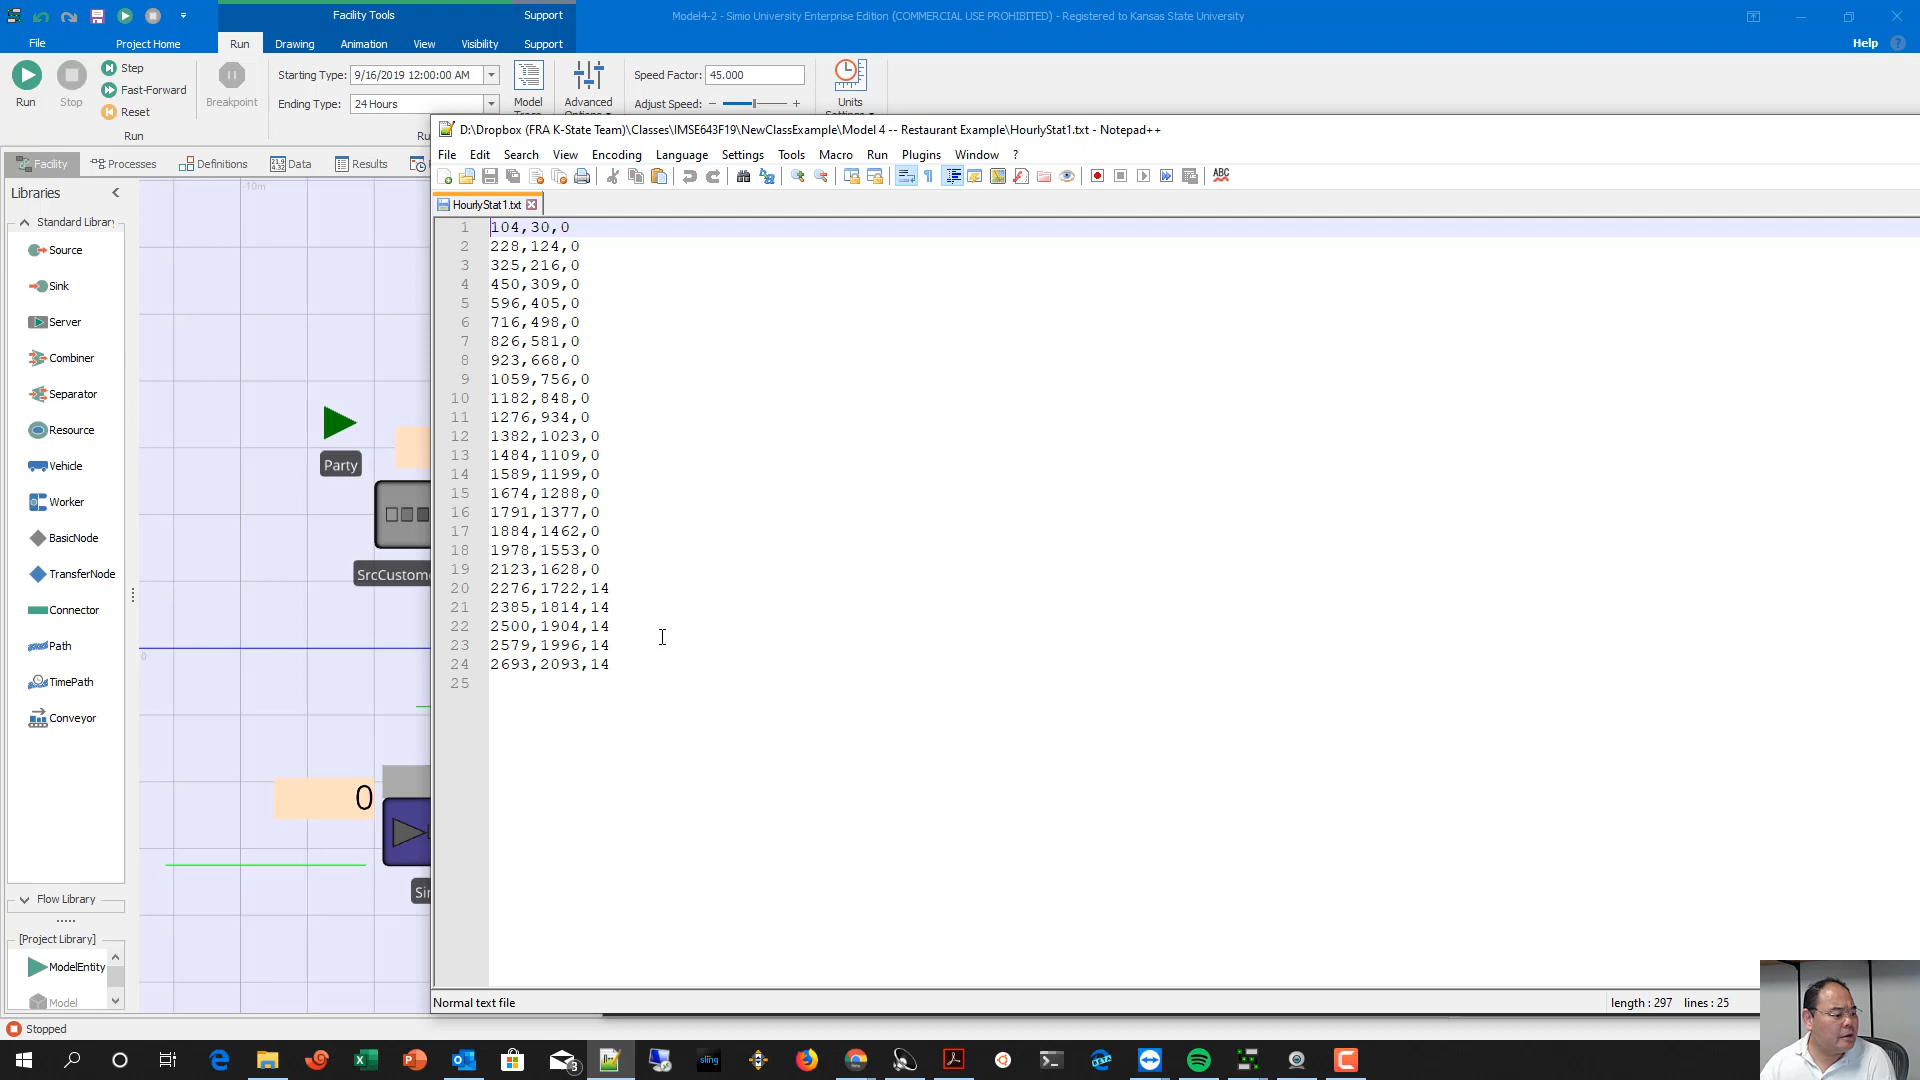 Facility Tools
Support
Model4-2 - Simio University Enterprise Edition (COMMERCIAL USE PROHIBITED) - Registered to Kansas State University
File
Project Home
Run
Drawing
Animation
View
Visibility
Support
Help
Run
Stop
Step
Fast-Forward
Reset
Breakpoint
Starting Type: 9/16/2019 12:00:00 AM
Ending Type: 24 Hours
Model
Advanced
Speed Factor: 45.000
Adjust Speed:
Units
Run
D:\Dropbox (FRA K-State Team)\Classes\IMSE643F19\NewClassExample\Model 4 -- Restaurant Example\HourlyStat1.txt - Notepad++
File Edit Search View Encoding Language Settings Tools Macro Run Plugins Window ?
ABC
HourlyStat1.txt
Facility
Processes
Definitions
Data
Results
Libraries
Standard Library
Source
Sink
Server
Combiner
Separator
Resource
Vehicle
Worker
BasicNode
TransferNode
Connector
Path
TimePath
Conveyor
Flow Library
[Project Library]
ModelEntity
Model
-10m
Party
SrcCustome
0
0
Sin
1 104,30,0
2 228,124,0
3 325,216,0
4 450,309,0
5 596,405,0
6 716,498,0
7 826,581,0
8 923,668,0
9 1059,756,0
10 1182,848,0
11 1276,934,0
12 1382,1023,0
13 1484,1109,0
14 1589,1199,0
15 1674,1288,0
16 1791,1377,0
17 1884,1462,0
18 1978,1553,0
19 2123,1628,0
20 2276,1722,14
21 2385,1814,14
22 2500,1904,14
23 2579,1996,14
24 2693,2093,14
25
Normal text file
length : 297 lines : 25
Stopped
sling
BETA
3